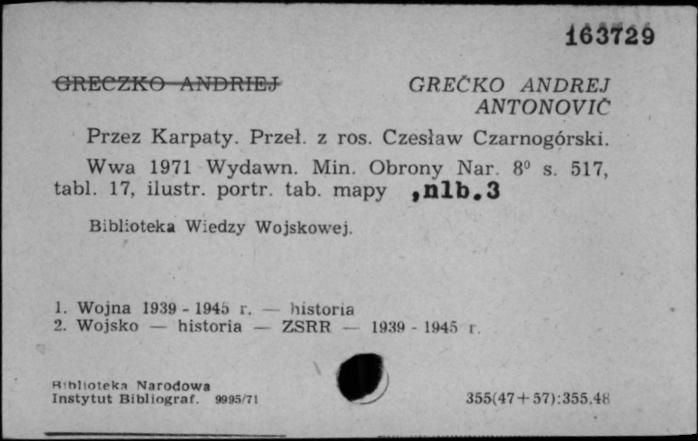 163729
GRECZKO ANDRIEJ GREČKO ANDREJ
ANTONOVIČ
Przez Karpaty. Przeł. z ros. Czesław Czarnogórski.
Wwa 1971 Wydawn. Min. Obrony Nar. 8⁰ s. 517,
tabl. 17, ilustr. portr. tab. mapy ,nlb.3
Biblioteka Wiedzy Wojskowej.
1. Wojna 1939 - 1945 r. — historia
2. Wojsko — historia — ZSRR — 1939 - 1945 r.
Biblioteka Narodowa
Instytut Bibliograf. 9995/71 355(47+57):355.48